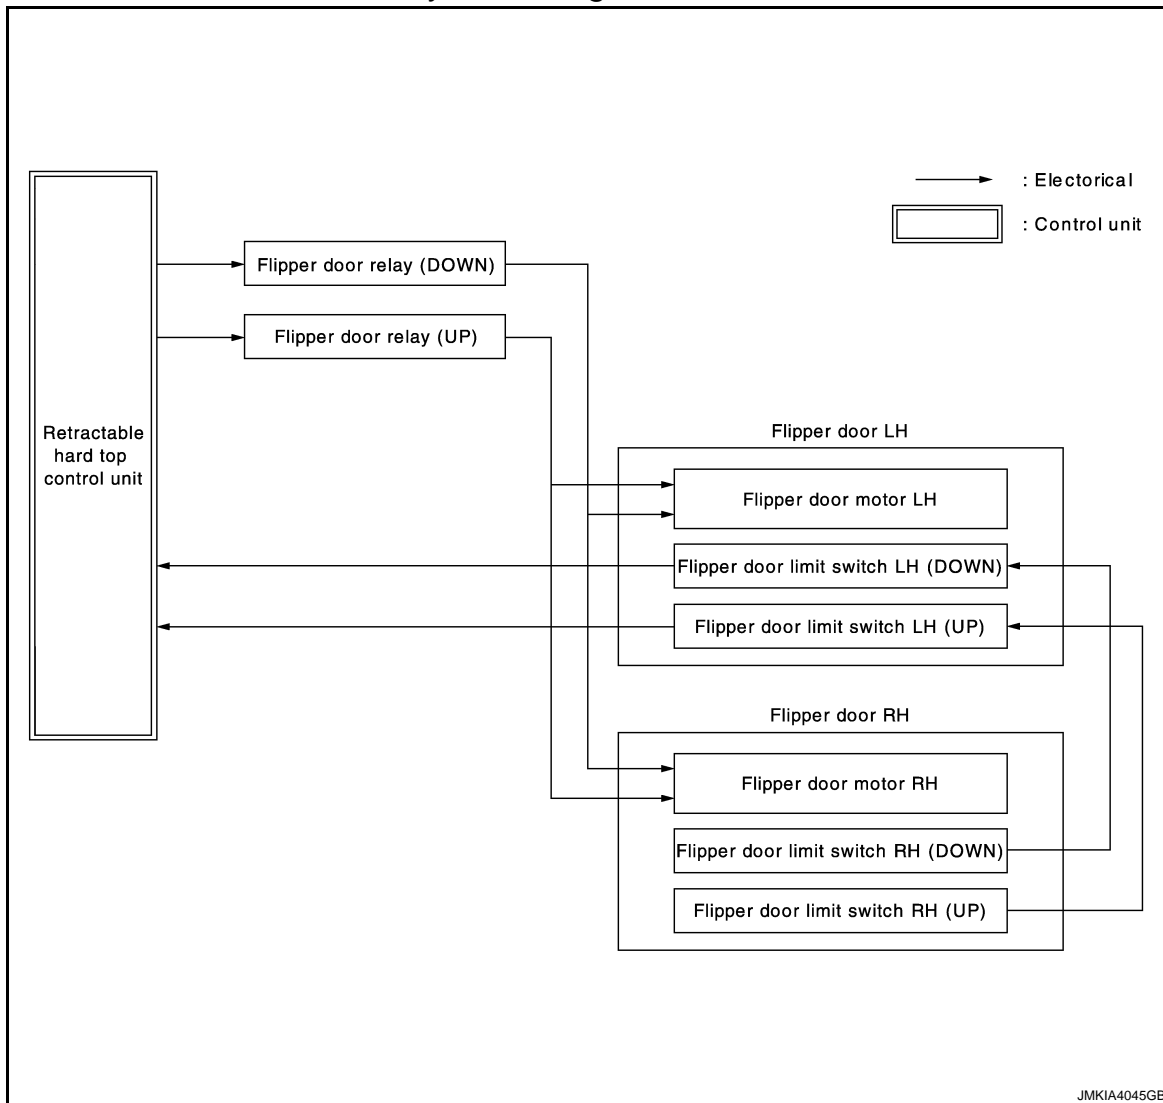 : Electorical
: Control unit
Flipper door relay (DOWN)
Flipper door relay (UP)
Retractable
hard top
control unit
Flipper door LH
Flipper door motor LH
Flipper door limit switch LH (DOWN)
Flipper door limit switch LH (UP)
Flipper door RH
Flipper door motor RH
Flipper door limit switch RH (DOWN)
Flipper door limit switch RH (UP)
JMKIA4045GB